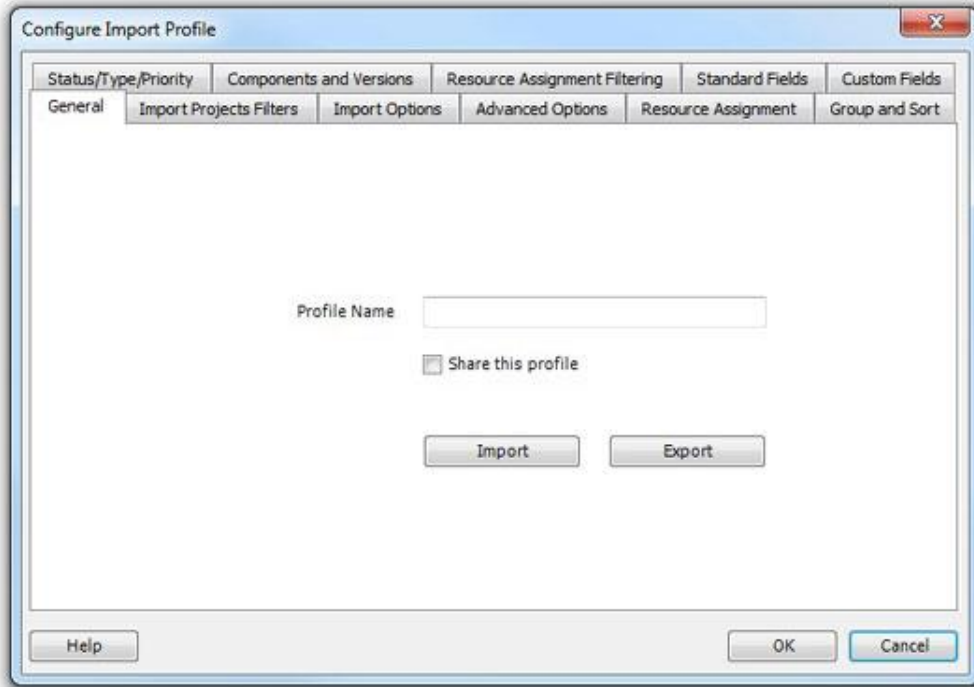 Configure Import Profile
Status/Type/Priority Components and Versions Resource Assignment Filtering Standard Fields Custom Fields
General Import Projects Filters Import Options Advanced Options Resource Assignment Group and Sort
Profile Name
Share this profile
Import Export
Help OK Cancel